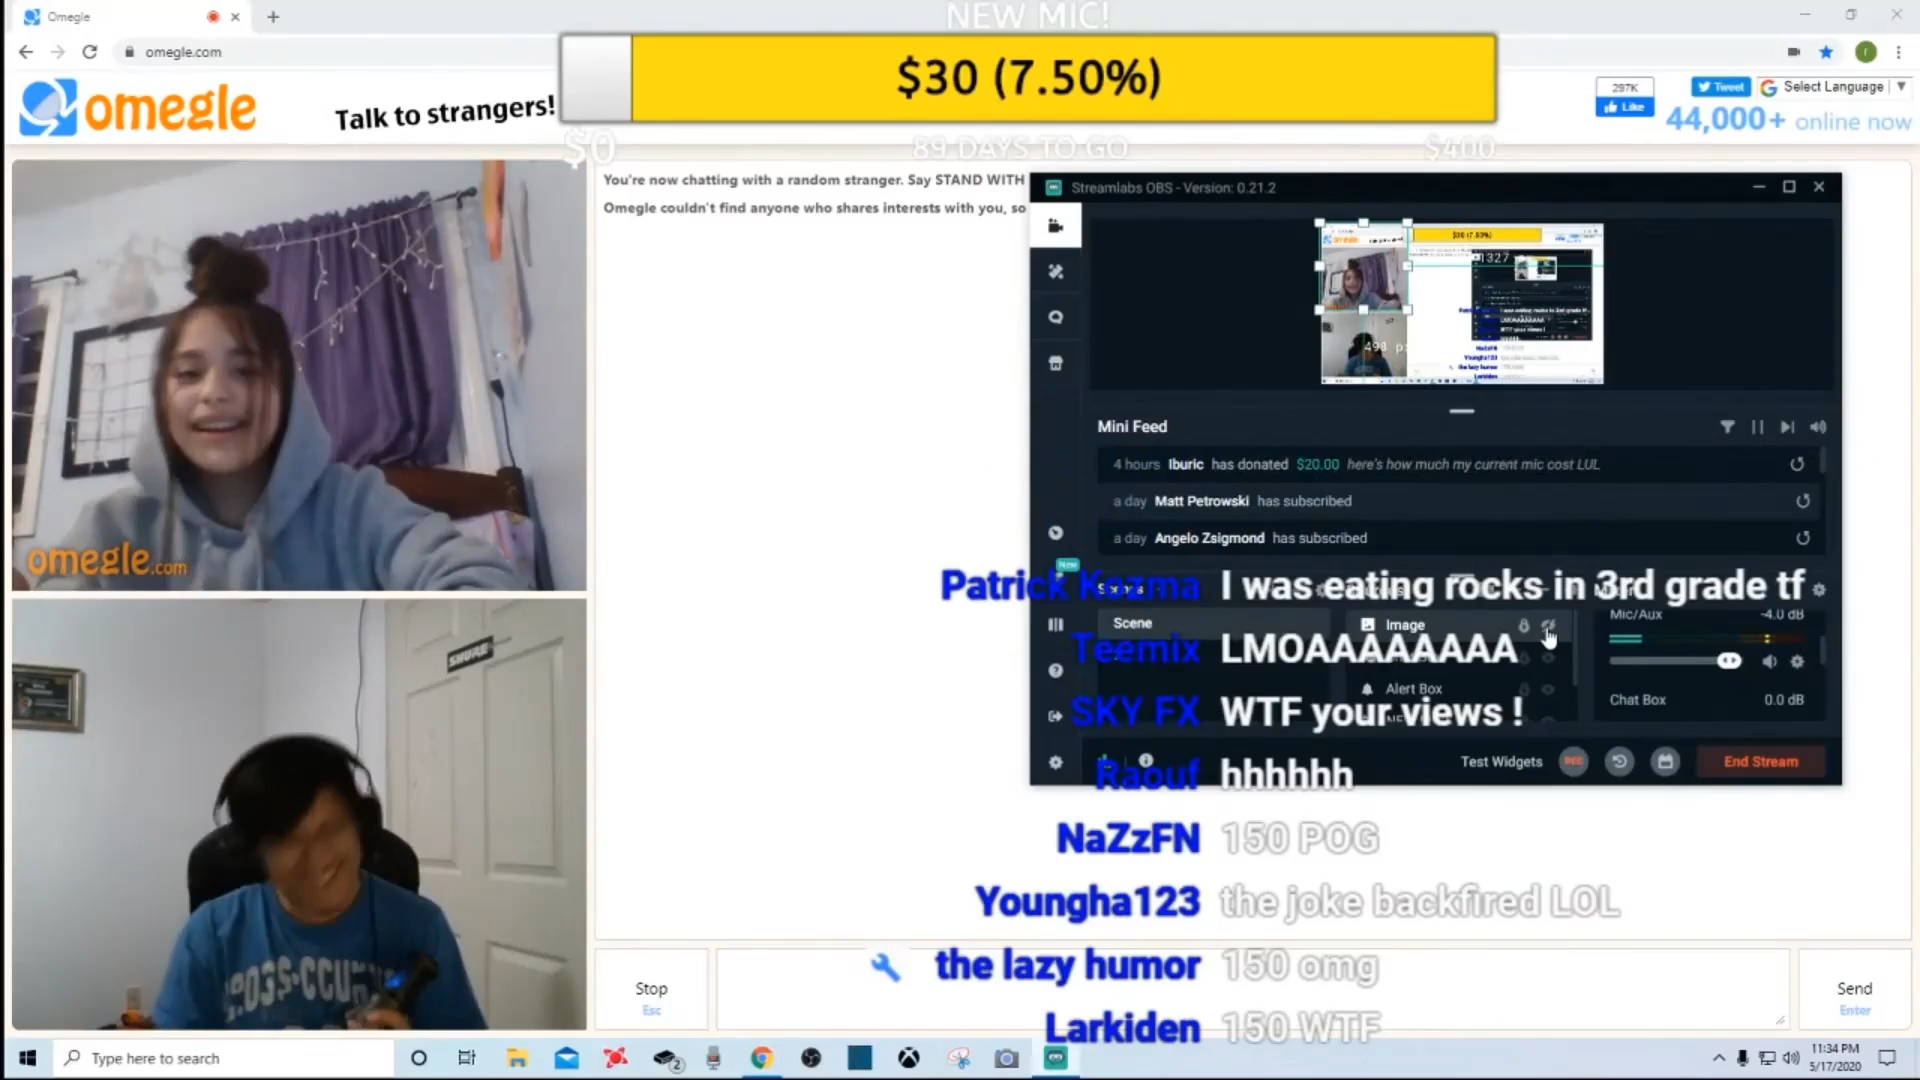 Omegle
NEW MIC!
omegle.com
$30 (7.50%)
omegle
Talk to strangers!
297K
Like
Tweet
Select Language
44,000+ online now
$0
89 DAYS TO GO
$400
You're now chatting with a random stranger. Say STAND WITH
Omegle couldn't find anyone who shares interests with you, so
Streamlabs OBS - Version: 0.21.2
Mini Feed
4 hours Iburic has donated $20.00 here's how much my current mic cost LUL
a day Matt Petrowski has subscribed
a day Angelo Zsigmond has subscribed
omegle.com
New
Patrick Kozma I was eating rocks in 3rd grade tf
Scene
Image
Mic/Aux
-4.0 dB
Teemix LMOAAAAAAAA
SHURE
Alert Box
Chat Box
0.0 dB
SKY FX WTF your views !
Test Widgets
REC
End Stream
Raouf hhhhhh
NaZzFN 150 POG
Youngha123 the joke backfired LOL
the lazy humor 150 omg
Larkiden 150 WTF
Stop
Esc
Send
Enter
Type here to search
11:34 PM
5/17/2020